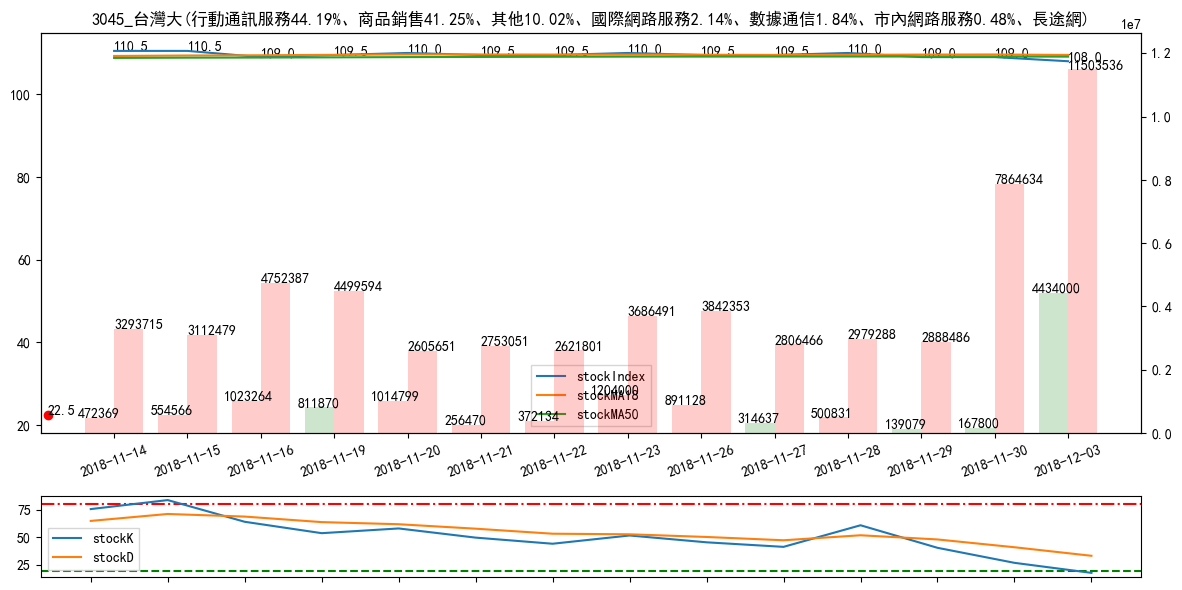 3045_台灣大(行動通訊服務44.19%、商品銷售41.25%、其他10.02%、國際網路服務2.14%、數據通信1.84%、市內網路服務0.48%、長途網)
1e7
110.5 110.5 109.0 109.5 110.0 109.5 109.5 110.0 109.5 109.5 110.0 109.0 109.0 108.0
11503536
1.2
100
1.0
80
7864634
0.8
60
0.6
4752387
4499594
4434000
3293715 3112479 2605651 2753051 2621801 3686491 3842353 2806466 2979288 2888486
0.4
40
stockIndex
stockMA18
stockMA50
1204000
0.2
22.5 472369 554566 1023264 811870 1014799 256470 372134 891128 314637 500831 139079 167800
20
0.0
2018-11-14 2018-11-15 2018-11-16 2018-11-19 2018-11-20 2018-11-21 2018-11-22 2018-11-23 2018-11-26 2018-11-27 2018-11-28 2018-11-29 2018-11-30 2018-12-03
75
50
25
stockK
stockD